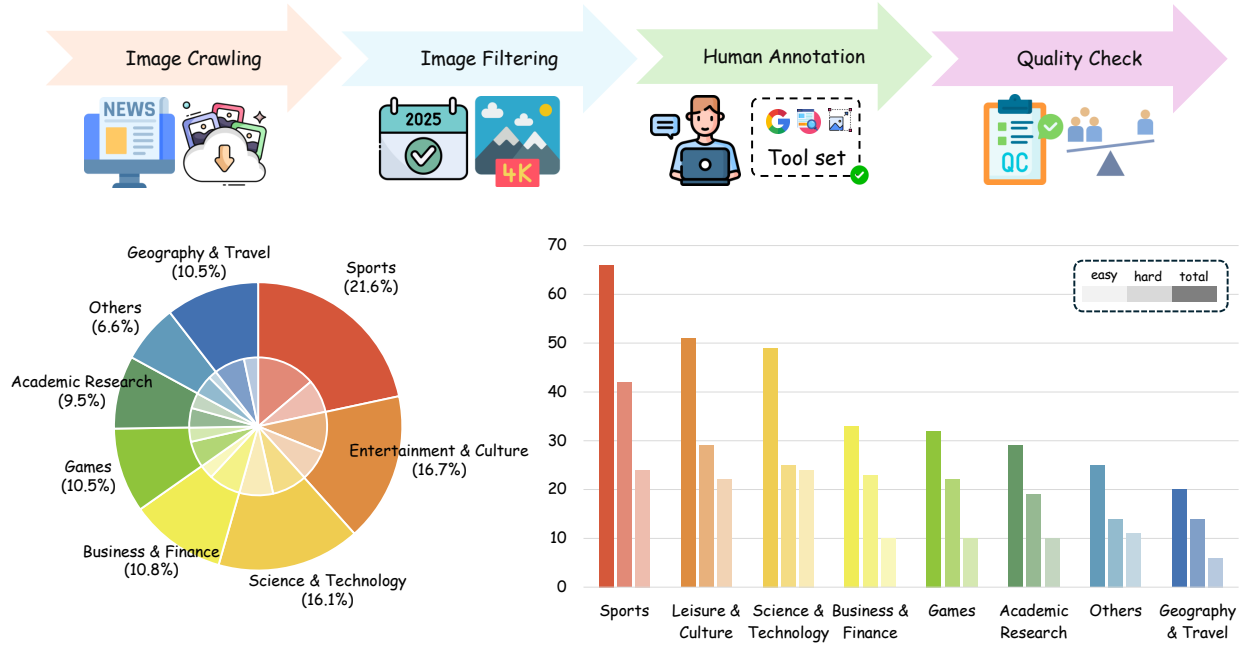 Image Crawling
Image Filtering
Human Annotation
Quality Check
NEWS
2025
4K
Tool set
QC
Geography & Travel
(10.5%)
Sports
(21.6%)
Others
(6.6%)
Academic Research
(9.5%)
Entertainment & Culture
(16.7%)
Games
(10.5%)
Business & Finance
(10.8%)
Science & Technology
(16.1%)
70
60
50
40
30
20
10
0
easy hard total
Sports
Leisure &
Culture
Science &
Technology
Business &
Finance
Games
Academic
Research
Others
Geography
& Travel